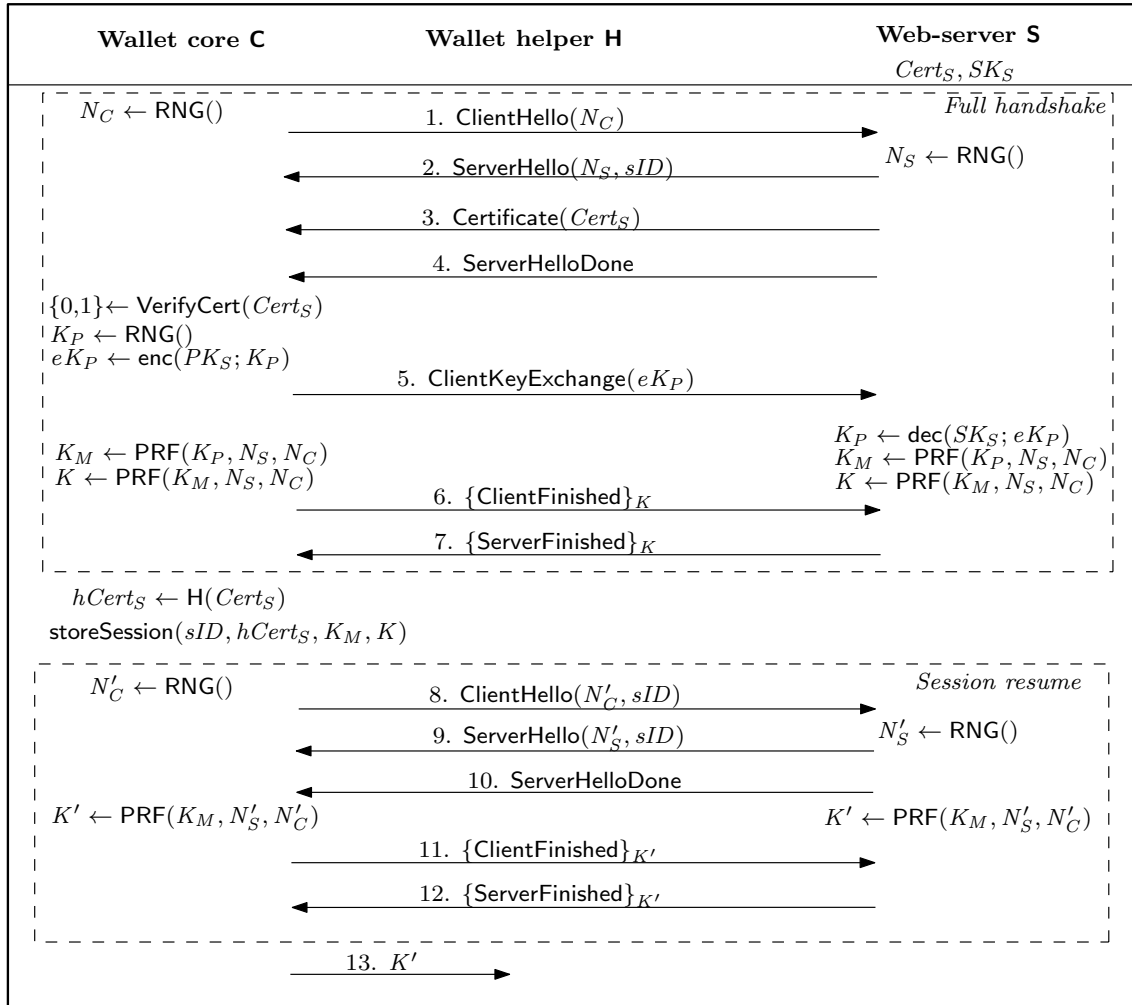 Wallet core C Wallet helper H Web-server S
Cert_S, SK_S
Full handshake
N_C ← RNG()
1. ClientHello(N_C)
N_S ← RNG()
2. ServerHello(N_S, sID)
3. Certificate(Cert_S)
4. ServerHelloDone
{0,1}← VerifyCert(Cert_S)
K_P ← RNG()
eK_P ← enc(PK_S; K_P)
5. ClientKeyExchange(eK_P)
K_P ← dec(SK_S; eK_P)
K_M ← PRF(K_P, N_S, N_C) K_M ← PRF(K_P, N_S, N_C)
K ← PRF(K_M, N_S, N_C) K ← PRF(K_M, N_S, N_C)
6. {ClientFinished}_K
7. {ServerFinished}_K
hCert_S ← H(Cert_S)
storeSession(sID, hCert_S, K_M, K)
Session resume
N'_C ← RNG()
8. ClientHello(N'_C, sID)
N'_S ← RNG()
9. ServerHello(N'_S, sID)
10. ServerHelloDone
K' ← PRF(K_M, N'_S, N'_C) K' ← PRF(K_M, N'_S, N'_C)
11. {ClientFinished}_K'
12. {ServerFinished}_K'
13. K'